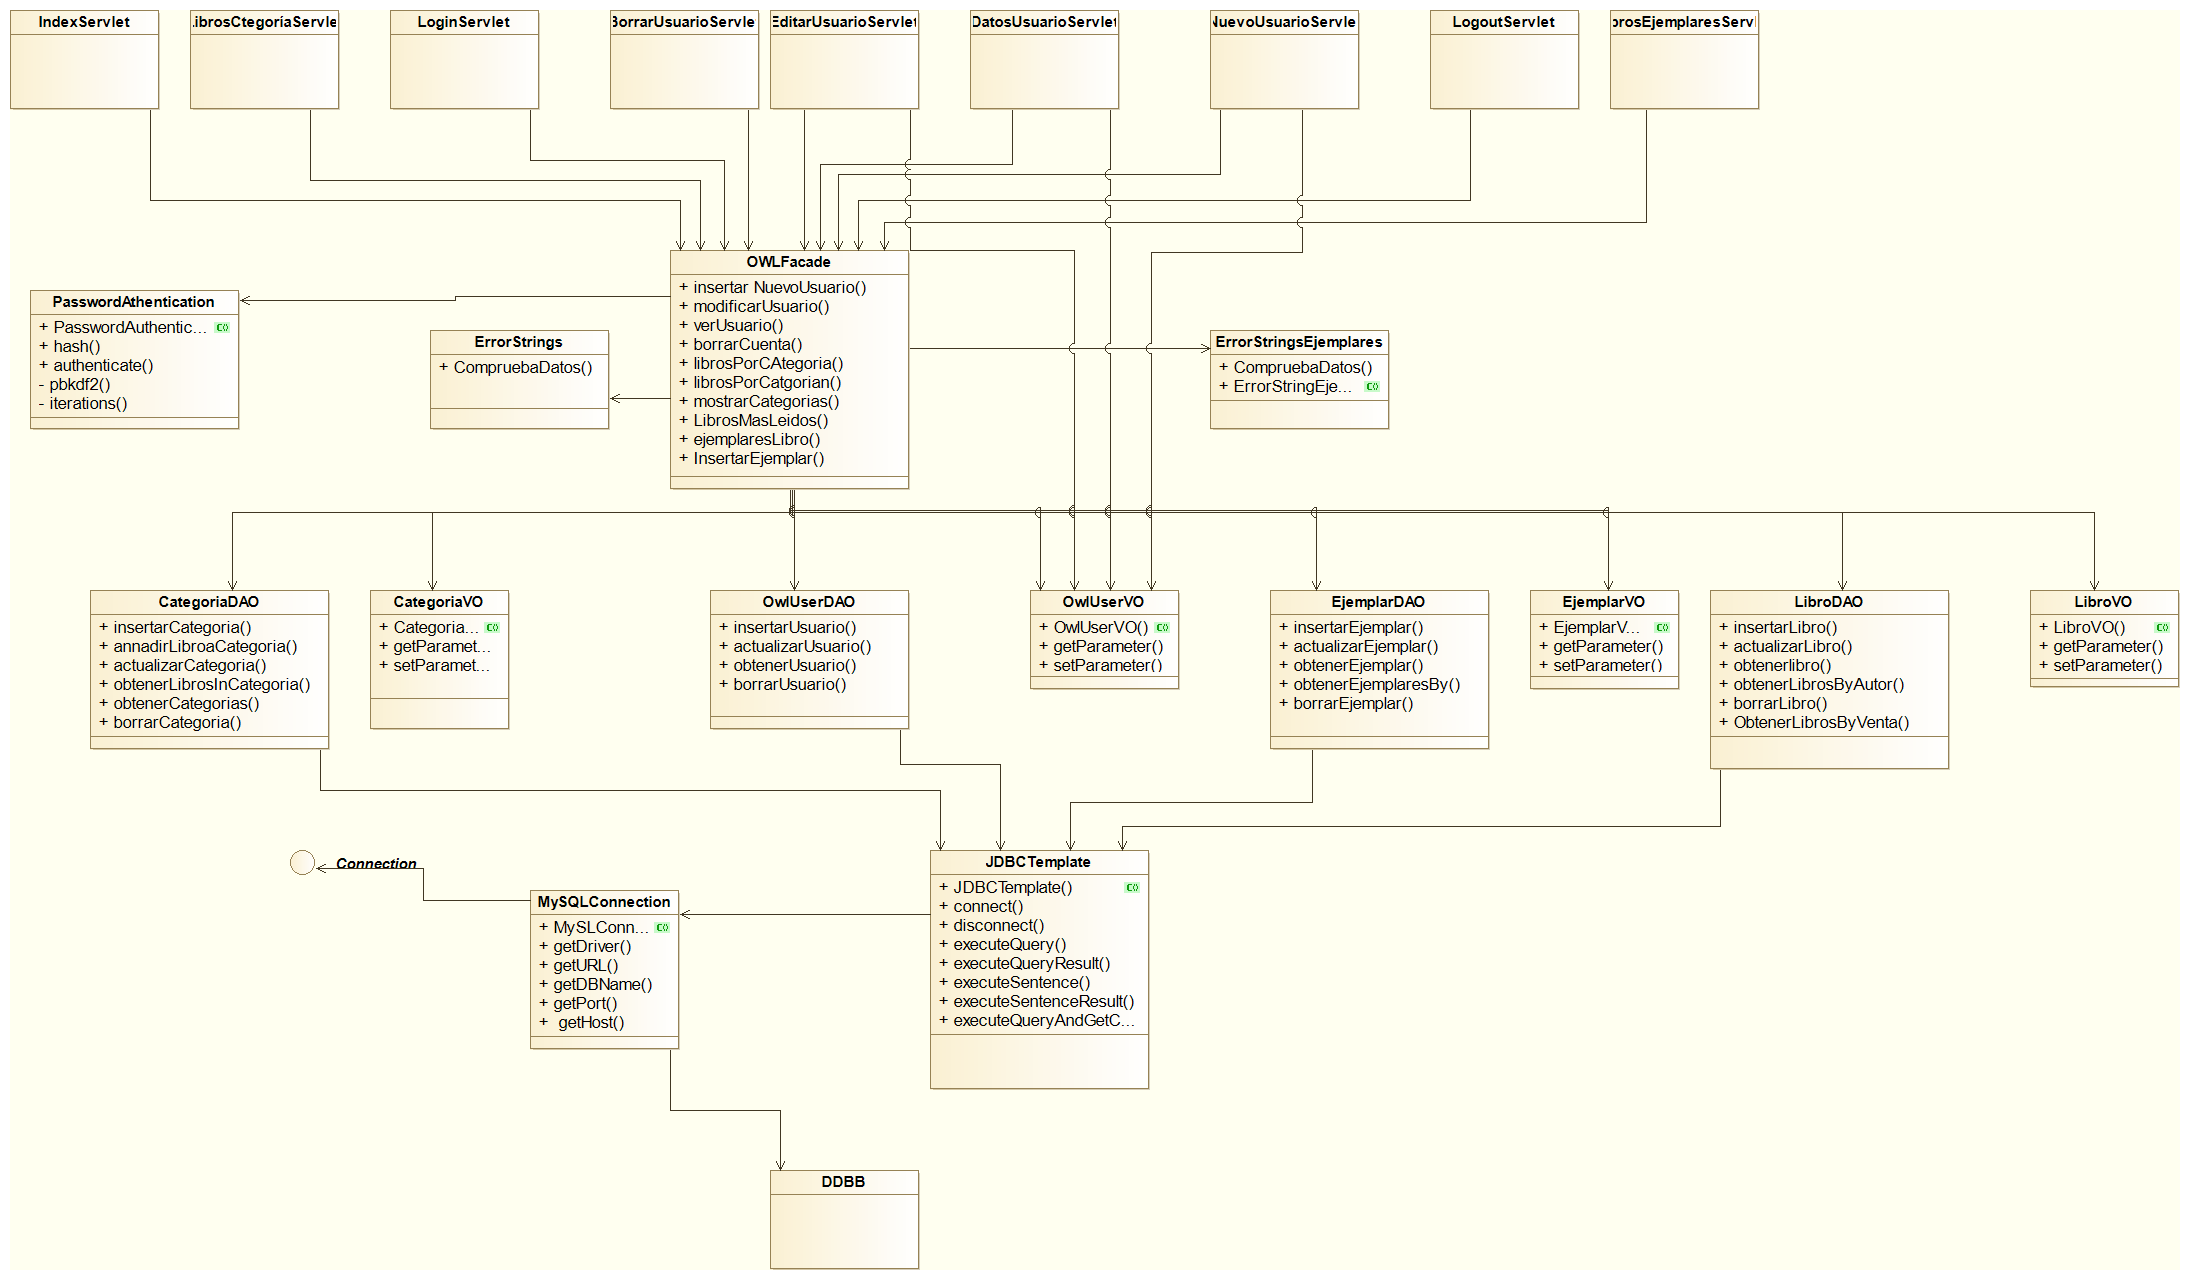 IndexServlet
ibrosCtegoríaServle
LoginServlet
BorrarUsuarioServle
EditarUsuarioServlet
DatosUsuarioServlet
NuevoUsuarioServle
LogoutServlet
brosEjemplaresServl
OWLFacade
+ insertar NuevoUsuario()
+ modificarUsuario()
+ verUsuario()
+ borrarCuenta()
+ librosPorCAtegoria()
+ librosPorCatgorian()
+ mostrarCategorias()
+ LibrosMasLeidos()
+ ejemplaresLibro()
+ InsertarEjemplar()
PasswordAthentication
+ PasswordAuthentic... C()
+ hash()
+ authenticate()
- pbkdf2()
- iterations()
ErrorStrings
+ CompruebaDatos()
ErrorStringsEjemplares
+ CompruebaDatos()
+ ErrorStringEje... C()
CategoriaDAO
+ insertarCategoria()
+ annadirLibroaCategoria()
+ actualizarCategoria()
+ obtenerLibrosInCategoria()
+ obtenerCategorias()
+ borrarCategoria()
CategoriaVO
+ Categoria... C()
+ getParamet...
+ setParamet...
OwlUserDAO
+ insertarUsuario()
+ actualizarUsuario()
+ obtenerUsuario()
+ borrarUsuario()
OwlUserVO
+ OwlUserVO() C()
+ getParameter()
+ setParameter()
EjemplarDAO
+ insertarEjemplar()
+ actualizarEjemplar()
+ obtenerEjemplar()
+ obtenerEjemplaresBy()
+ borrarEjemplar()
EjemplarVO
+ EjemplarV... C()
+ getParameter()
+ setParameter()
LibroDAO
+ insertarLibro()
+ actualizarLibro()
+ obtenerlibro()
+ obtenerLibrosByAutor()
+ borrarLibro()
+ ObtenerLibrosByVenta()
LibroVO
+ LibroVO() C()
+ getParameter()
+ setParameter()
Connection
MySQLConnection
+ MySLConn... C()
+ getDriver()
+ getURL()
+ getDBName()
+ getPort()
+ getHost()
JDBCTemplate
+ JDBCTemplate() C()
+ connect()
+ disconnect()
+ executeQuery()
+ executeQueryResult()
+ executeSentence()
+ executeSentenceResult()
+ executeQueryAndGetC...
DDBB